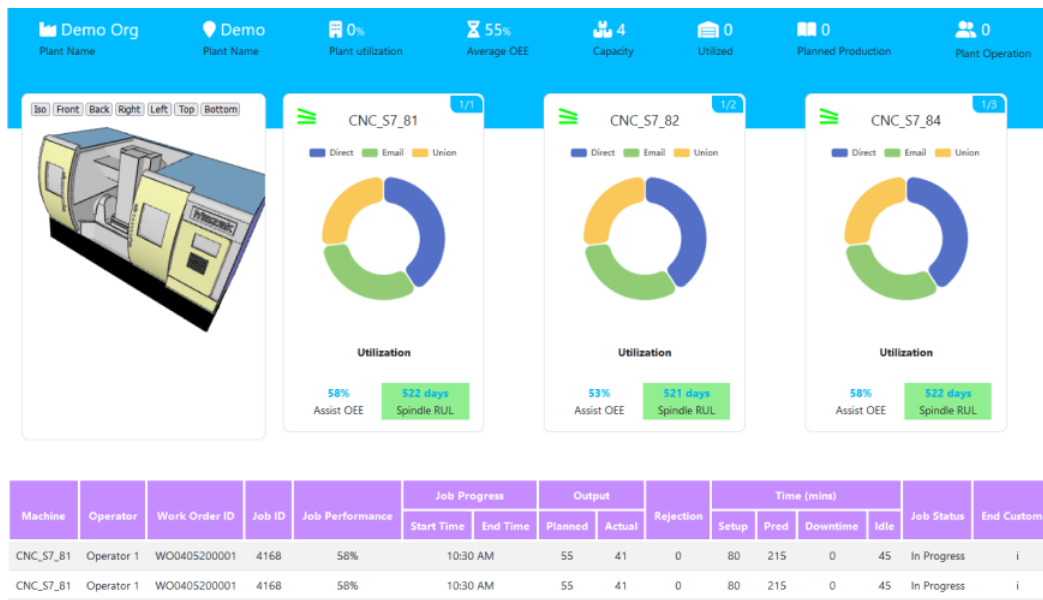 Demo Org
Plant Name
Demo
Plant Name
0%
Plant utilization
55%
Average OEE
4
Capacity
0
Utilized
0
Planned Production
0
Plant Operation
Iso Front Back Right Left Top Bottom
1/1
CNC_S7_81
Direct Email Union
Utilization
58% 522 days
Assist OEE Spindle RUL
1/2
CNC_S7_82
Direct Email Union
Utilization
53% 521 days
Assist OEE Spindle RUL
1/3
CNC_S7_84
Direct Email Union
Utilization
58% 522 days
Assist OEE Spindle RUL
Job Progress Output Time (mins)
Machine Operator Work Order ID Job ID Job Performance Rejection Job Status End Custom
Start Time End Time Planned Actual Setup Pred Downtime Idle
CNC_S7_81 Operator 1 WO0405200001 4168 58% 10:30 AM 55 41 0 80 215 0 45 In Progress i
CNC_S7_81 Operator 1 WO0405200001 4168 58% 10:30 AM 55 41 0 80 215 0 45 In Progress i